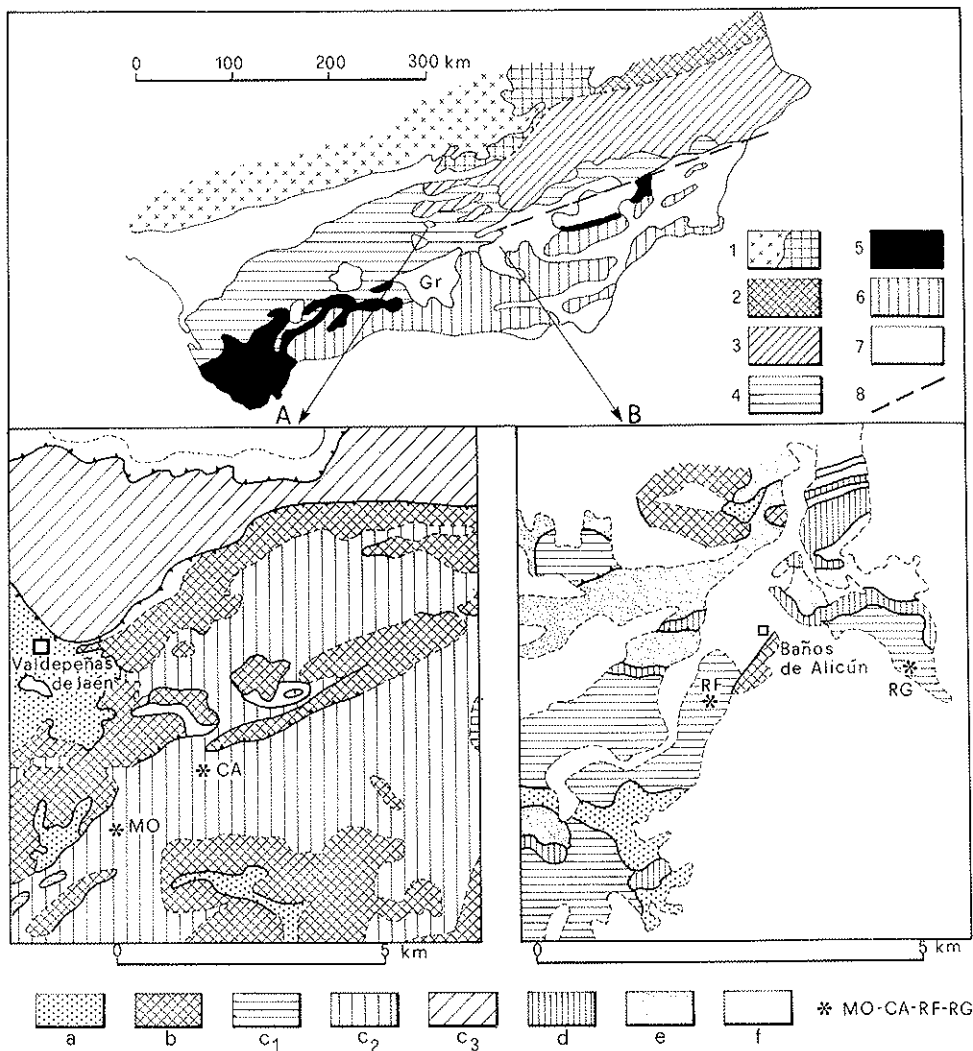 0 100 200 300 km
Gr
1 5
2 6
3 7
4 8
A B
Valdepeñas
de Jaén
CA
MO
Baños
de Alicún
RF
RG
0 5
km
0 5
km
a b c1 c2 c3 d e f
* MO-CA-RF-RG